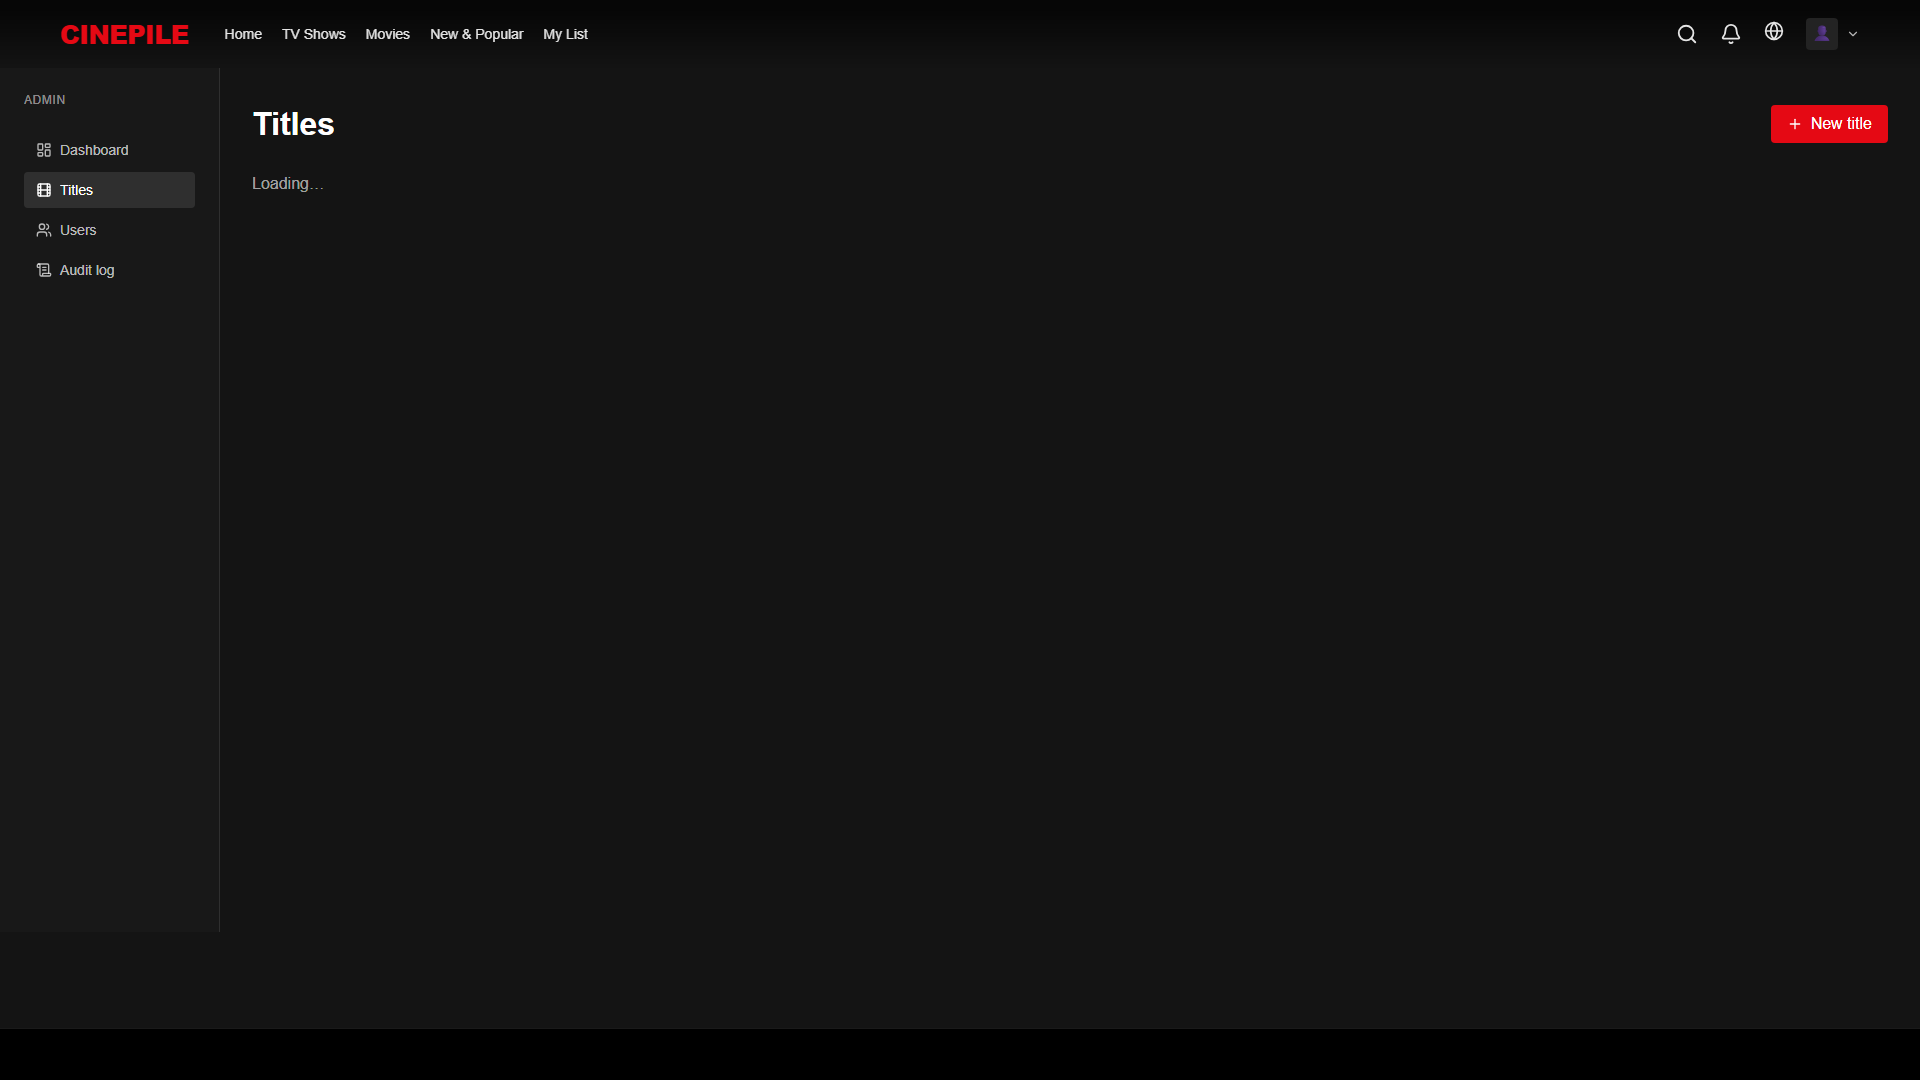 CINEPILE
Home
TV Shows
Movies
New & Popular
My List
ADMIN
Dashboard
Titles
Users
Audit log
Titles
New title
Loading…